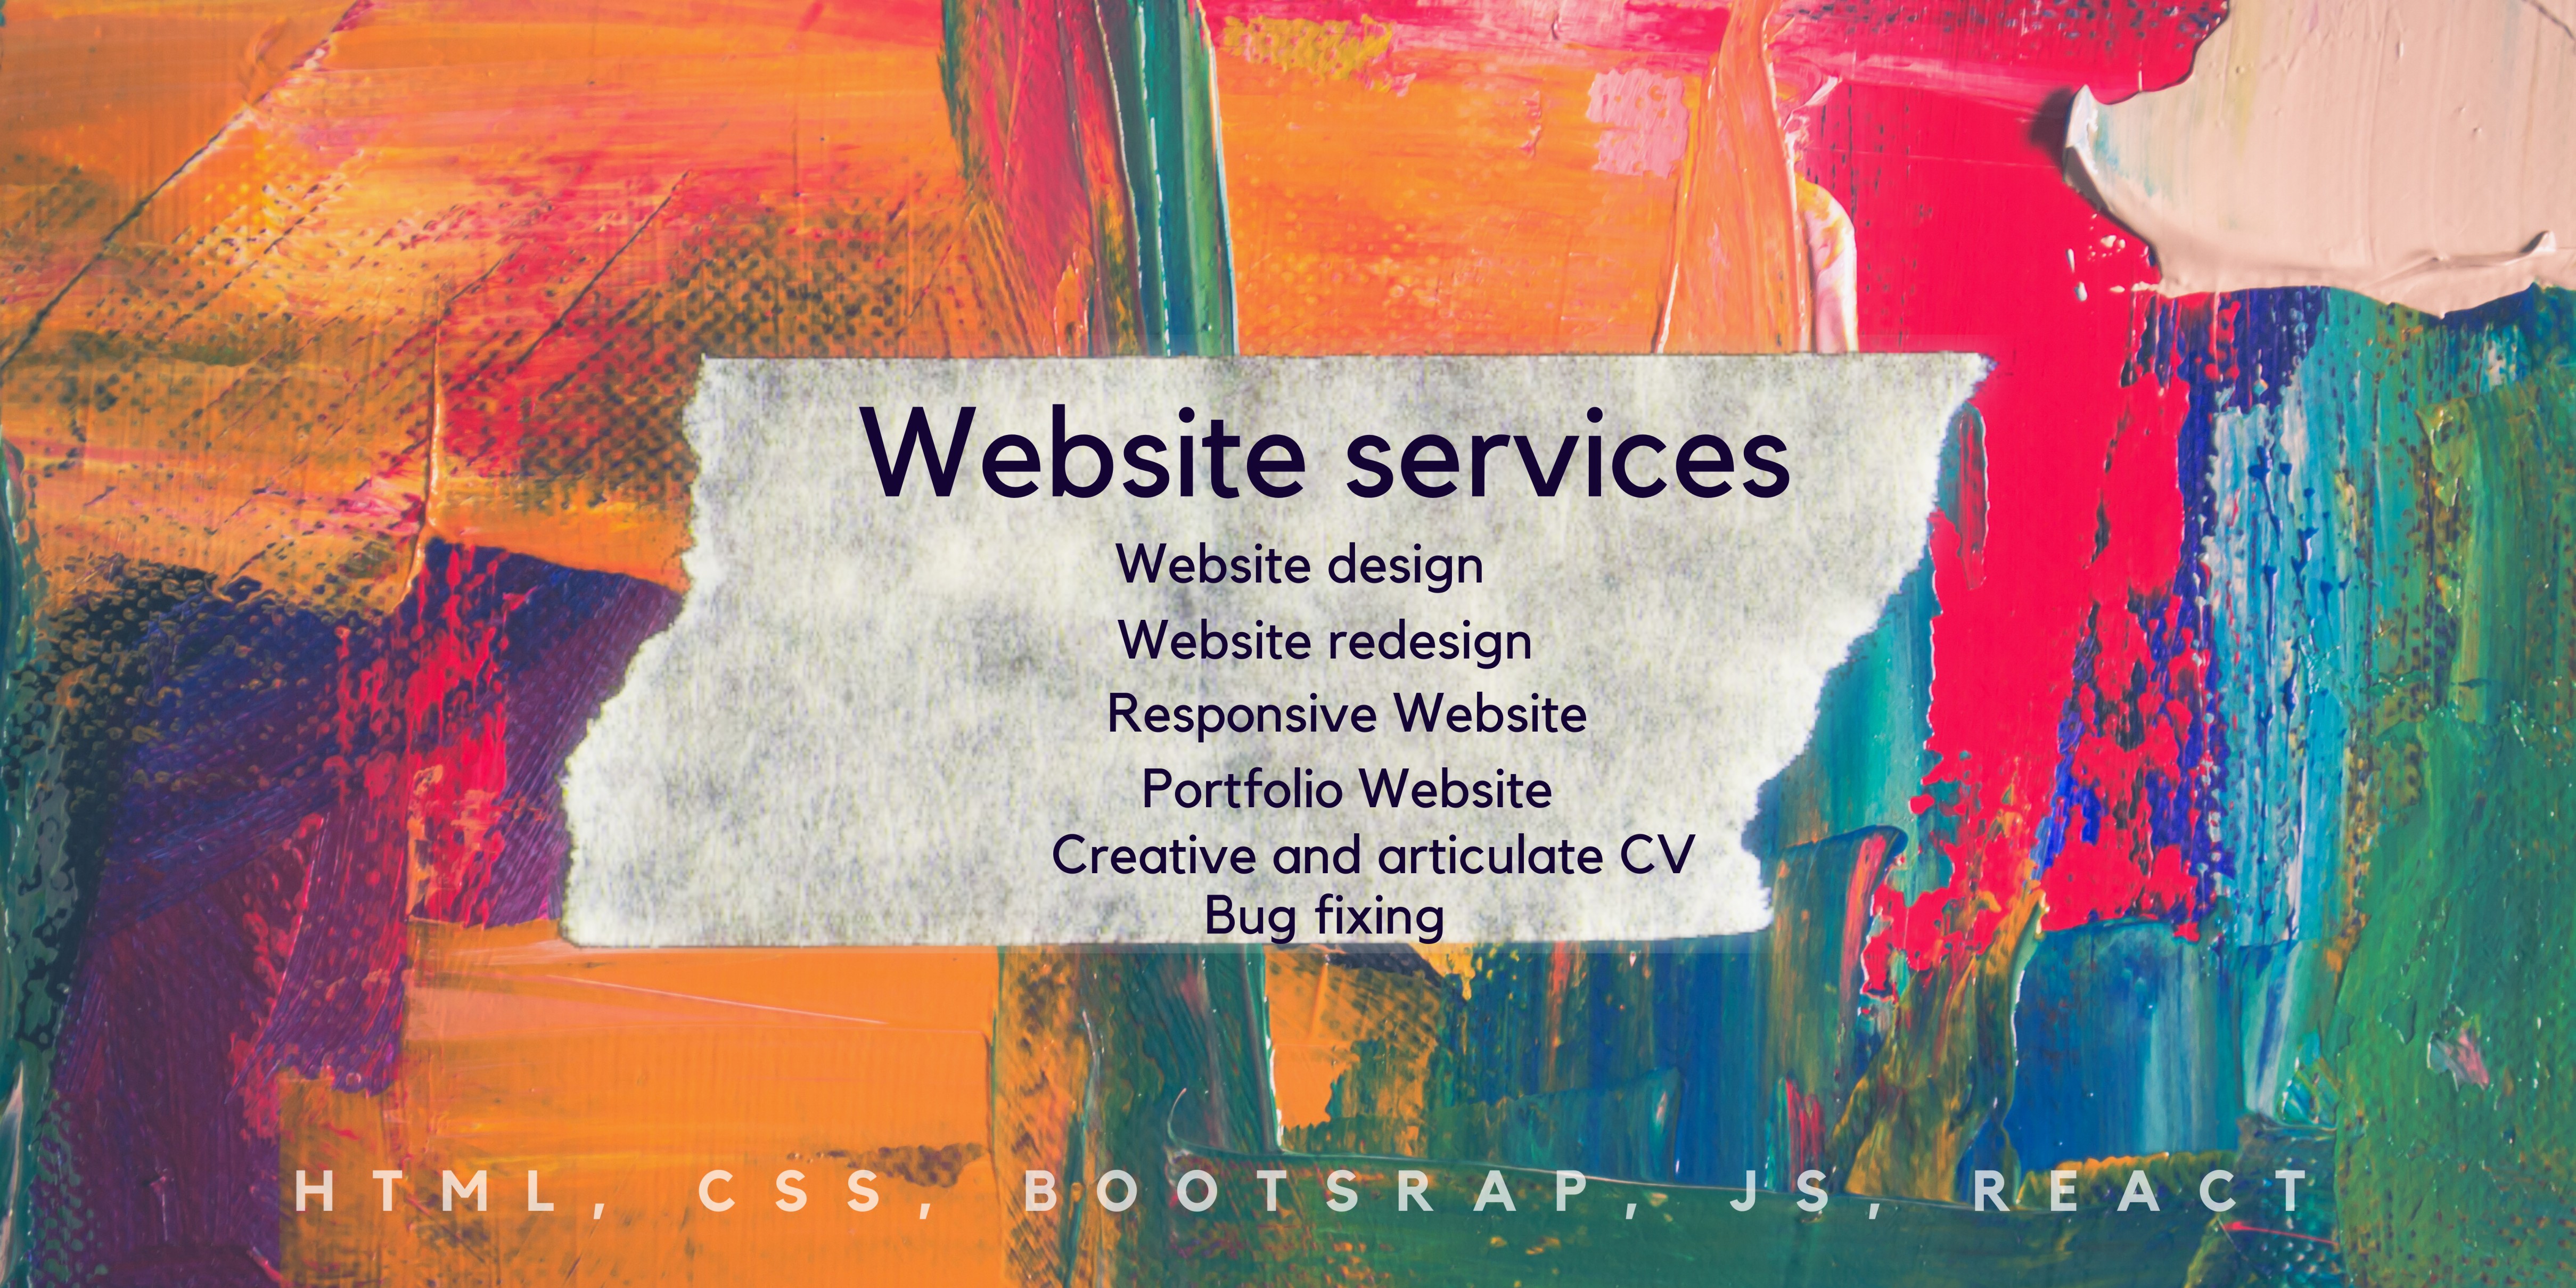 Website services
Website design
Website redesign
Responsive Website
Portfolio Website
Creative and articulate CV
Bug fixing
HTML, CSS, BOOTSRAP, JS, REACT